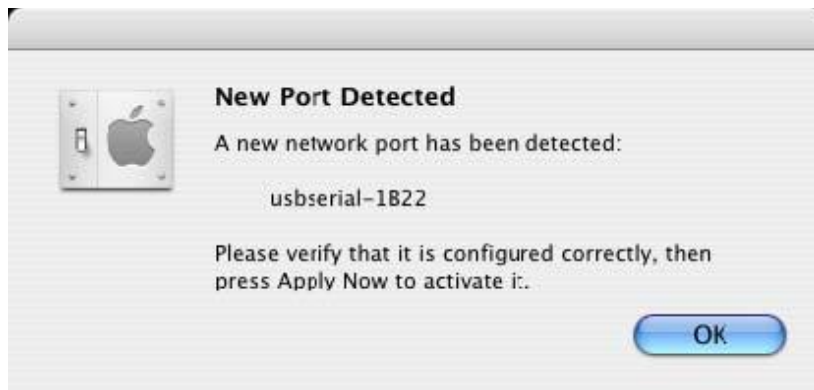 New Port Detected
A new network port has been detected:
usbserial-1B22
Please verify that it is configured correctly, then
press Apply Now to activate it.
OK